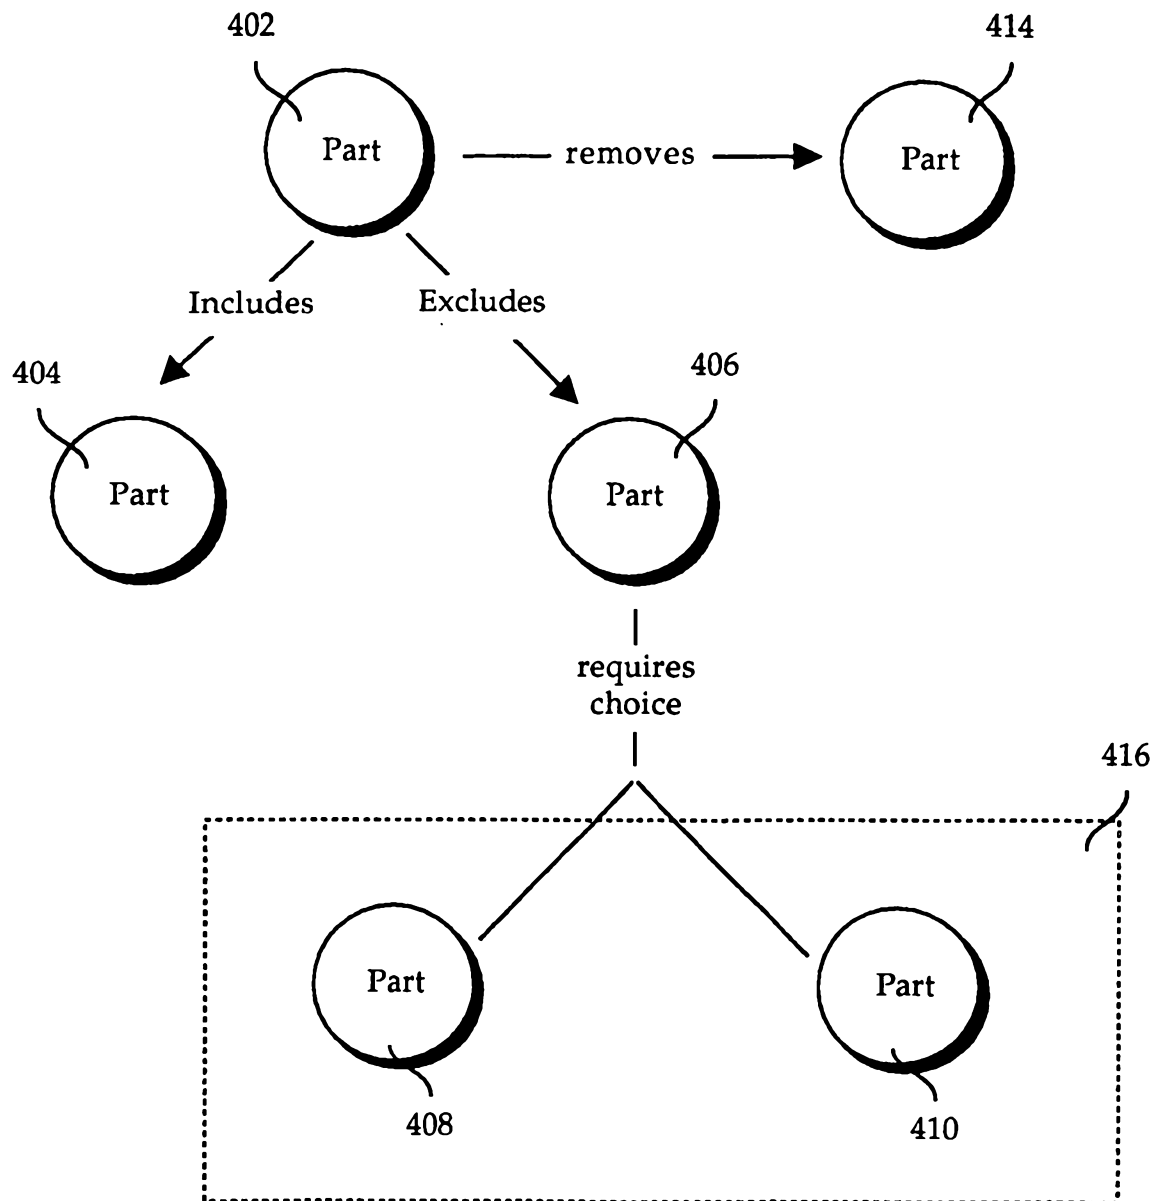 402
414
Part
removes
Part
Includes
Excludes
404
406
Part
Part
requires
choice
416
Part
Part
408
410